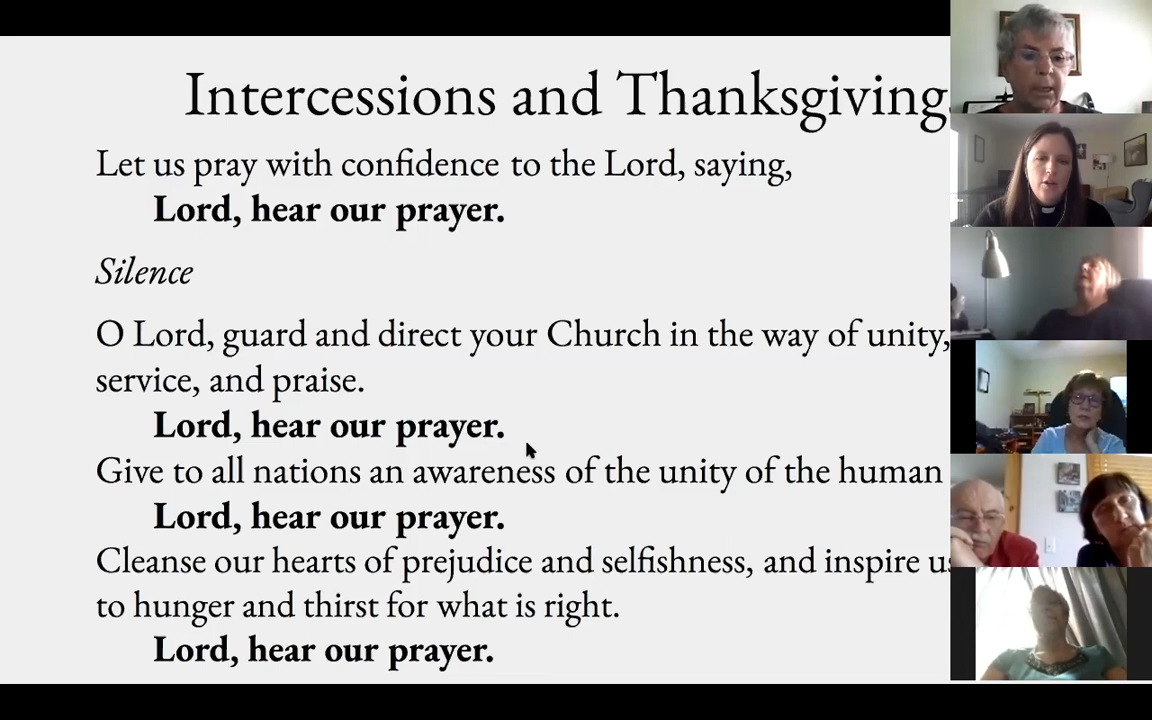 Intercessions and Thanksgiving
Let us pray with confidence to the Lord, saying,
Lord, hear our prayer.
Silence
O Lord, guard and direct your Church in the way of unity,
service, and praise.
Lord, hear our prayer.
Give to all nations an awareness of the unity of the human
Lord, hear our prayer.
Cleanse our hearts of prejudice and selfishness, and inspire us
to hunger and thirst for what is right.
Lord, hear our prayer.